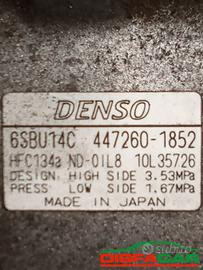 DENSO
6SBU14C 447260-1852
HFC134a ND-OIL8 10L35726
DESIGN HIGH SIDE 3.53MPa
PRESS LOW SIDE 1.67MPa
MADE IN JAPAN
subito